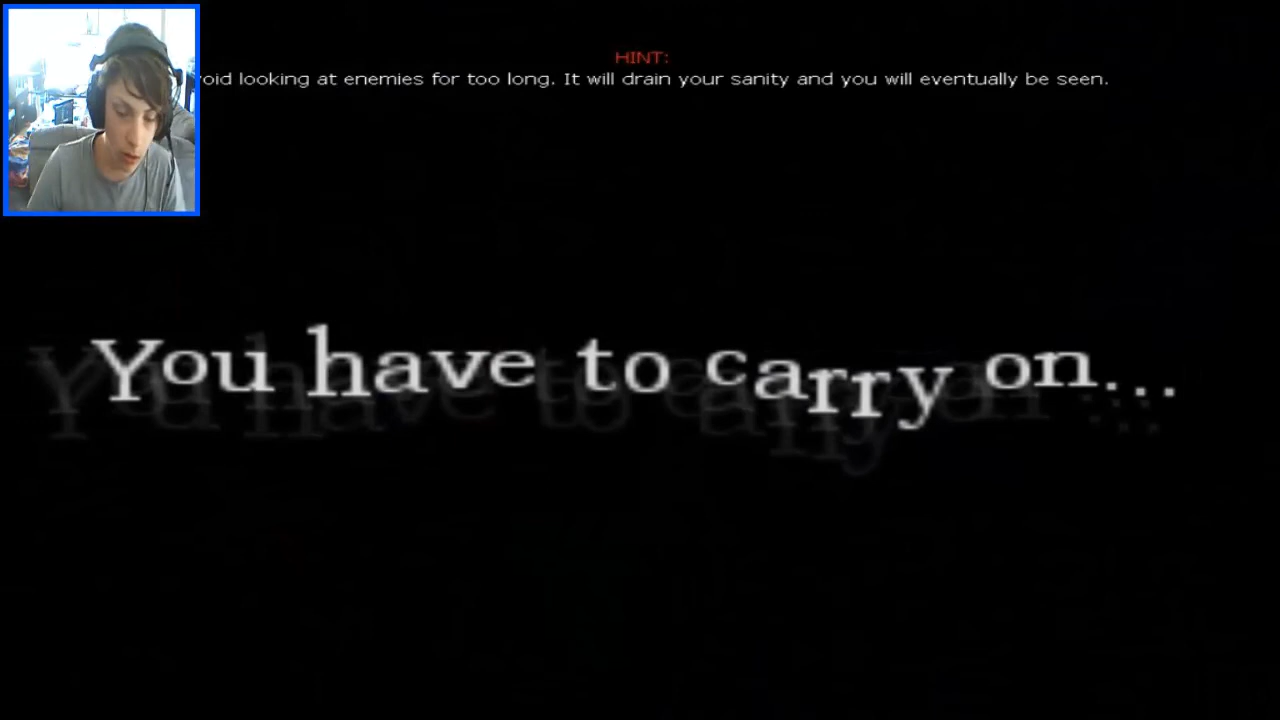 HINT:
void looking at enemies for too long. It will drain your sanity and you will eventually be seen.
You have to carry on...